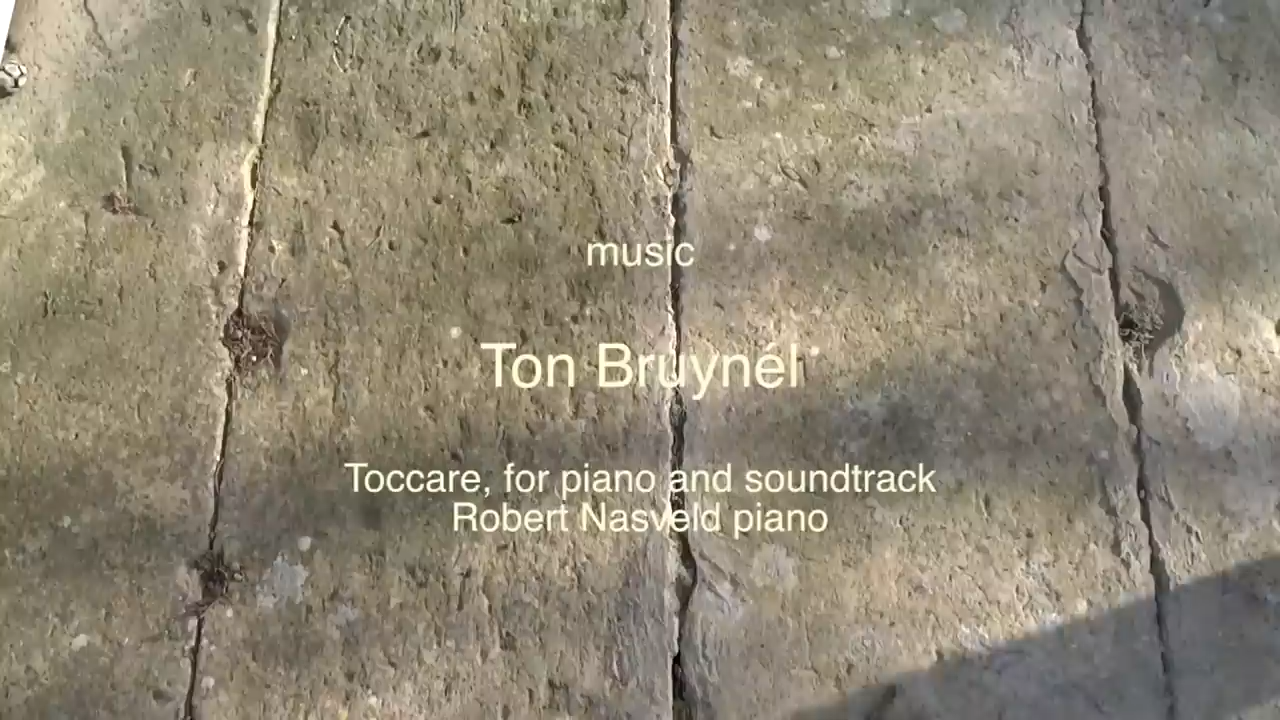 music
Ton Bruynél
Toccare, for piano and soundtrack
Robert Nasveld piano